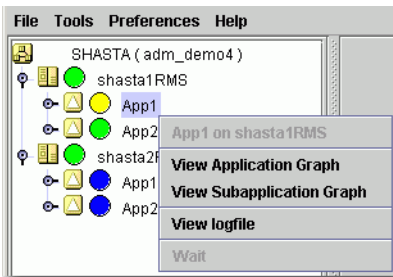 File Tools Preferences Help
SHASTA ( adm_demo4 )
shasta1RMS
App1
App2
App1 on shasta1RMS
View Application Graph
View Subapplication Graph
View logfile
Wait
shasta2
App1
App2